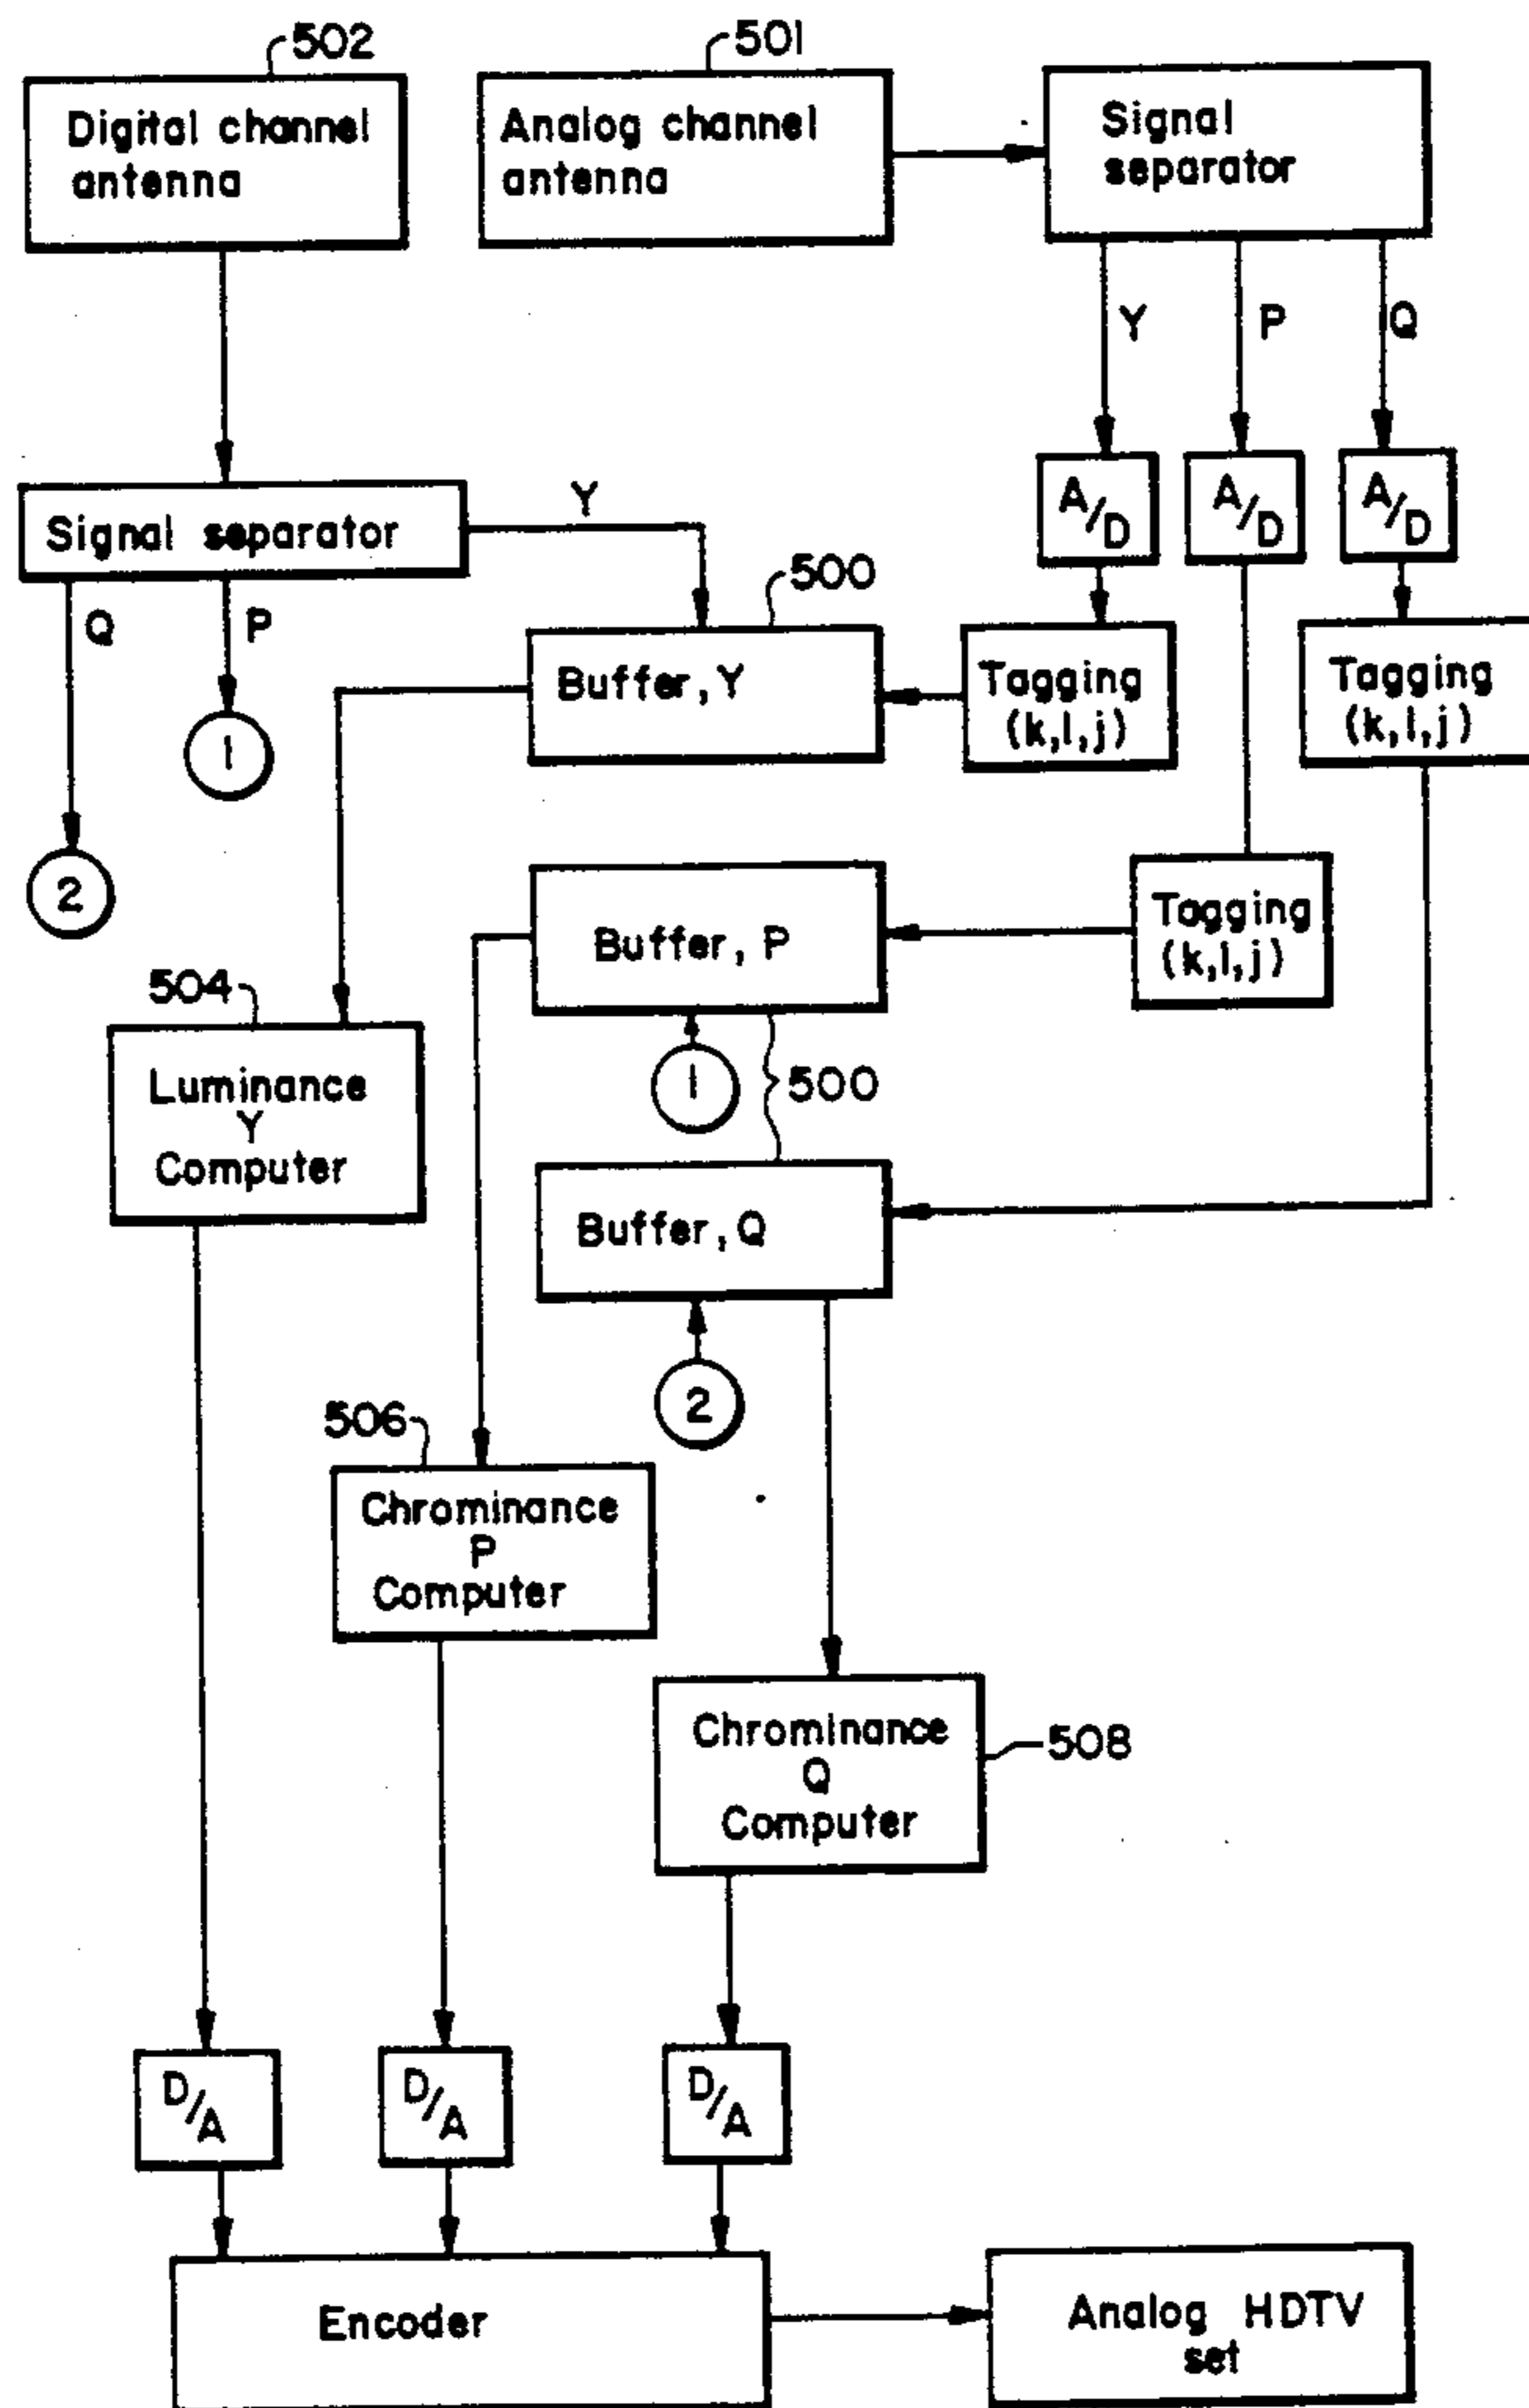 502
501
Digital channel
antenna
Analog channel
antenna
Signal
separator
Y
P
Q
A/D
A/D
A/D
Signal separator
Y
Q
P
500
Buffer, Y
Tagging
(k,l,j)
Tagging
(k,l,j)
1
2
Buffer, P
Tagging
(k,l,j)
504
1
500
Luminance
Y
Computer
Buffer, Q
2
506
Chrominance
P
Computer
Chrominance
Q
Computer
508
D/A
D/A
D/A
Encoder
Analog HDTV
set